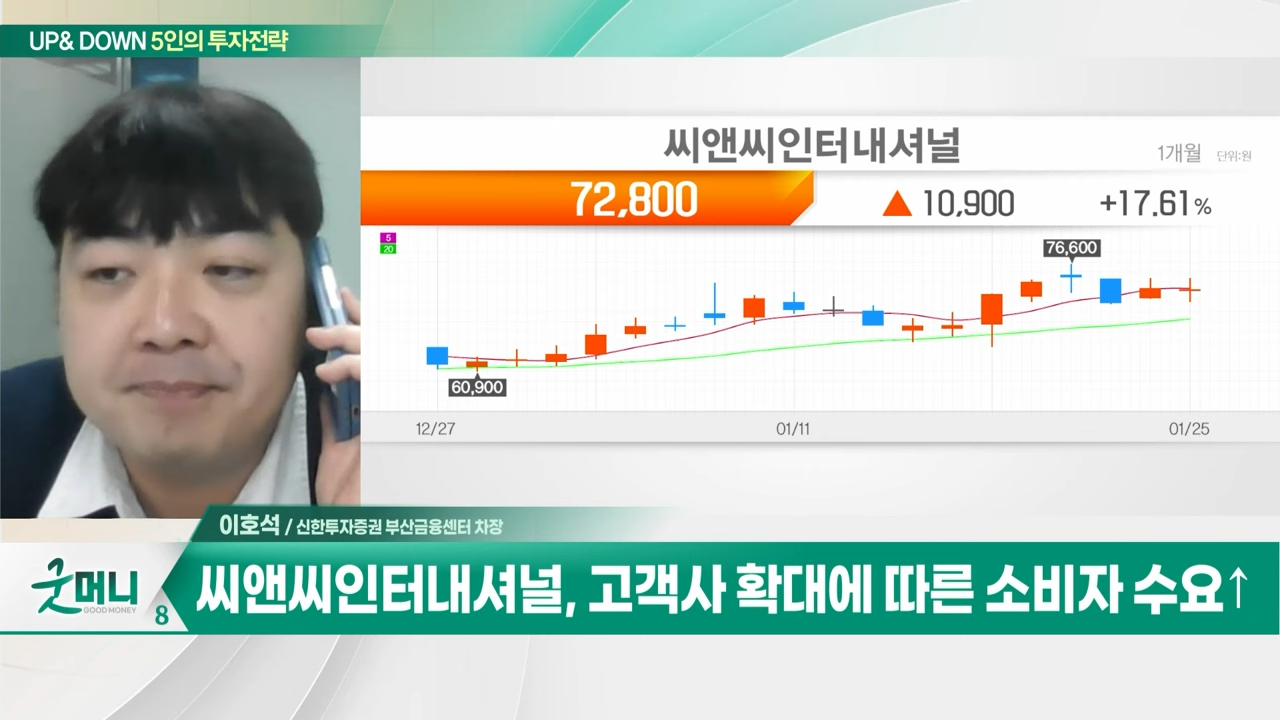 UP& DOWN 5인의 투자전략
씨앤씨인터내셔널
1개월 단위:원
72,800 ▲ 10,900 +17.61%
5
20
76,600
60,900
12/27 01/11 01/25
이호석 / 신한투자증권 부산금융센터 차장
굿머니
GOOD MONEY
8
씨앤씨인터내셔널, 고객사 확대에 따른 소비자 수요↑